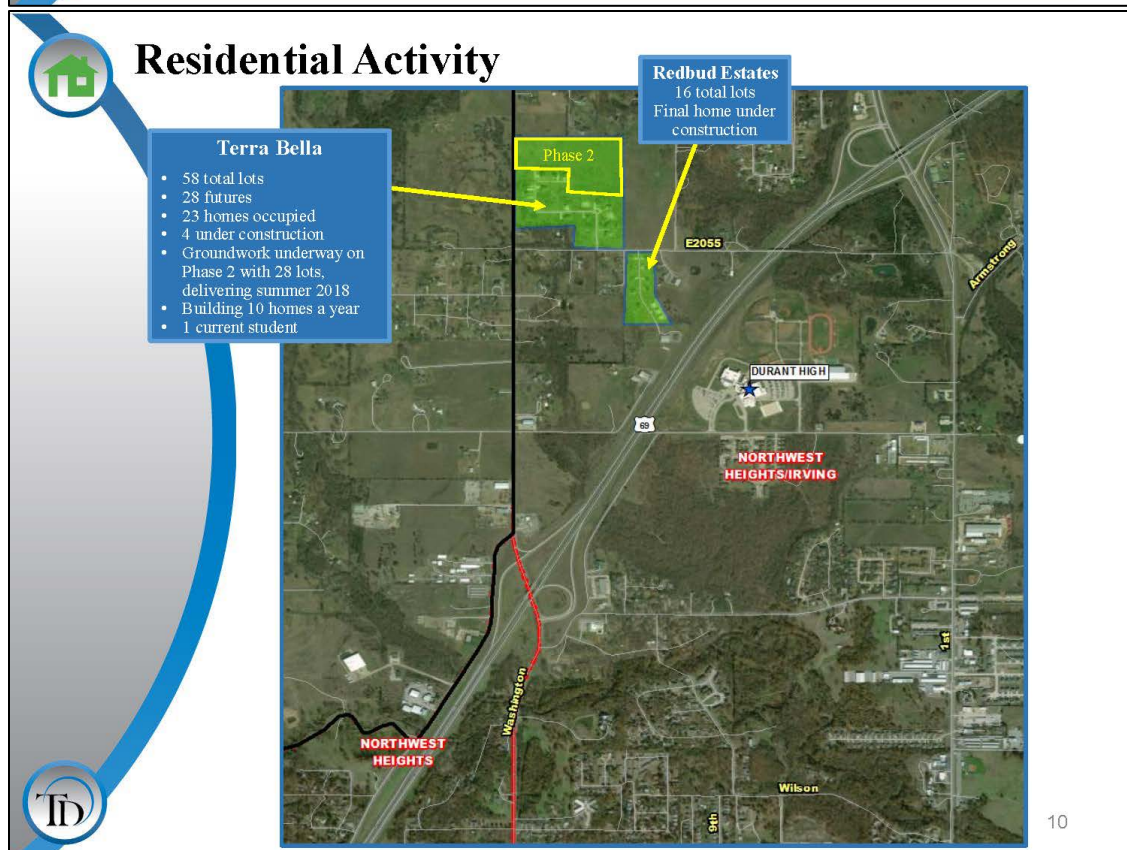 Residential Activity
Redbud Estates
16 total lots
Final home under
construction
Terra Bella
• 58 total lots
• 28 futures
• 23 homes occupied
• 4 under construction
• Groundwork underway on
Phase 2 with 28 lots,
delivering summer 2018
• Building 10 homes a year
• 1 current student
Phase 2
E2055
Armstrong
DURANT HIGH
69
NORTHWEST
HEIGHTS/IRVING
1st
Washington
NORTHWEST
HEIGHTS
Wilson
9th
TD
10